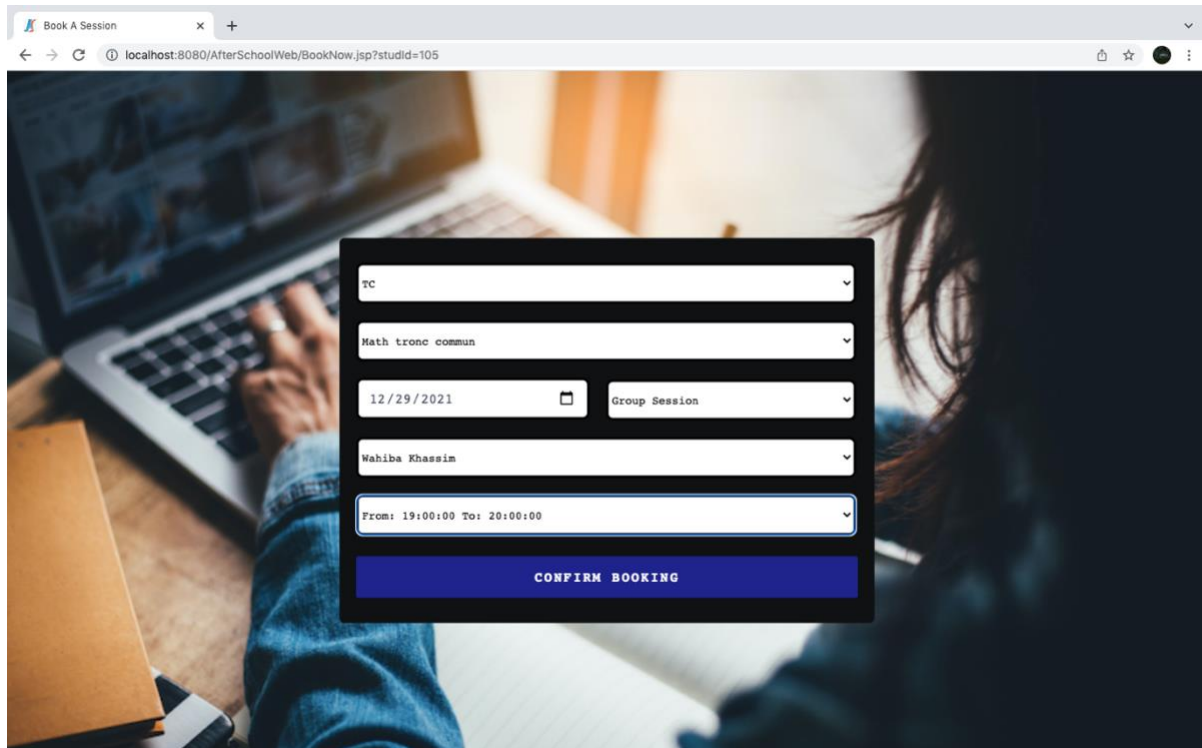 Book A Session
localhost:8080/AfterSchoolWeb/BookNow.jsp?studId=105
TC
Math tronc commun
12/29/2021
Group Session
Wahiba Khassim
From: 19:00:00 To: 20:00:00
CONFIRM BOOKING